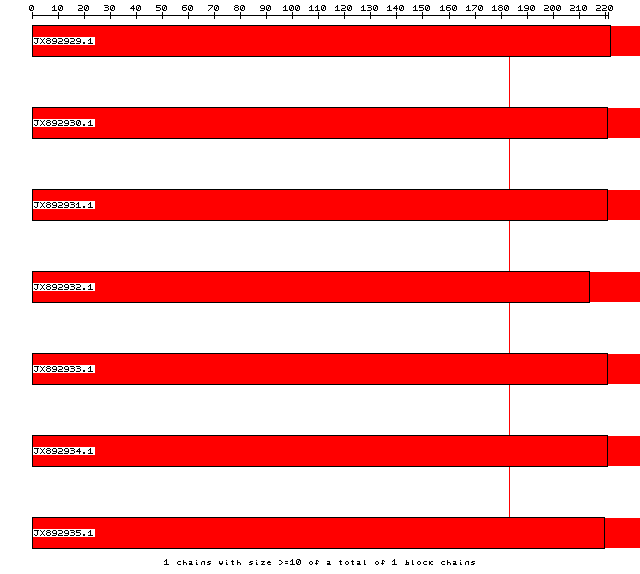 0 10 20 30 40 50 60 70 80 90 100 110 120 130 140 150 160 170 180 190 200 210 220
JX892929.1
JX892930.1
JX892931.1
JX892932.1
JX892933.1
JX892934.1
JX892935.1
1 chains with size >=10 of a total of 1 block chains